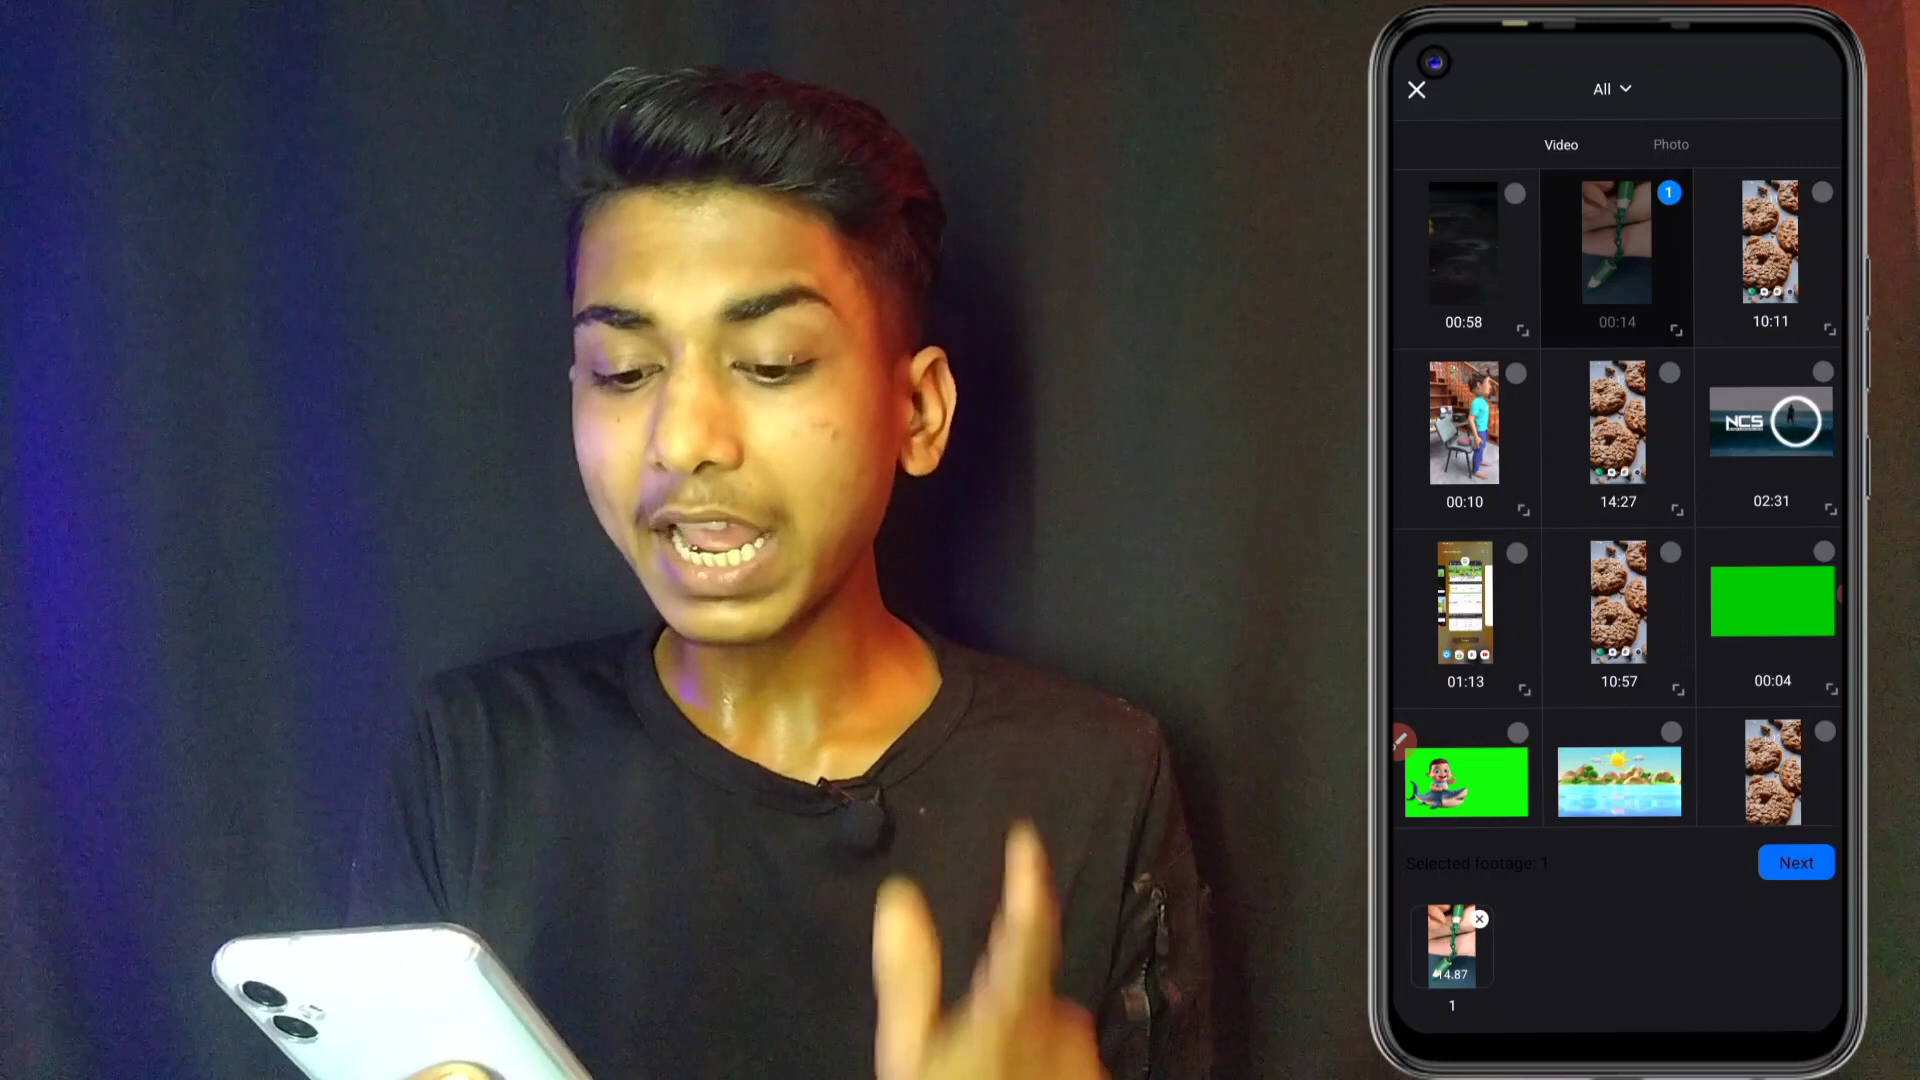 All
Video Photo
1
00:58 00:14 10:11
NCS
00:10 14:27 02:31
01:13 10:57 00:04
Selected footage: 1 Next
14.87
1